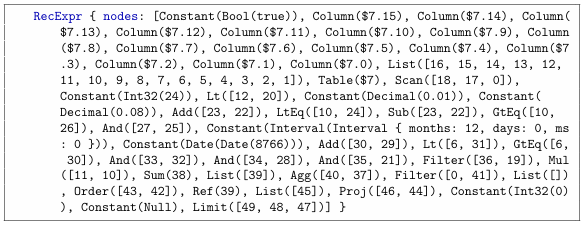 RecExpr { nodes: [Constant(Bool(true)), Column($7.15), Column($7.14), Column(
$7.13), Column($7.12), Column($7.11), Column($7.10), Column($7.9), Column
($7.8), Column($7.7), Column($7.6), Column($7.5), Column($7.4), Column($7
.3), Column($7.2), Column($7.1), Column($7.0), List([16, 15, 14, 13, 12,
11, 10, 9, 8, 7, 6, 5, 4, 3, 2, 1]), Table($7), Scan([18, 17, 0]),
Constant(Int32(24)), Lt([12, 20]), Constant(Decimal(0.01)), Constant(
Decimal(0.08)), Add([23, 22]), LtEq([10, 24]), Sub([23, 22]), GtEq([10,
26]), And([27, 25]), Constant(Interval(Interval { months: 12, days: 0, ms
: 0 })), Constant(Date(Date(8766))), Add([30, 29]), Lt([6, 31]), GtEq([6,
30]), And([33, 32]), And([34, 28]), And([35, 21]), Filter([36, 19]), Mul
([11, 10]), Sum(38), List([39]), Agg([40, 37]), Filter([0, 41]), List([])
, Order([43, 42]), Ref(39), List([45]), Proj([46, 44]), Constant(Int32(0)
), Constant(Null), Limit([49, 48, 47])] }